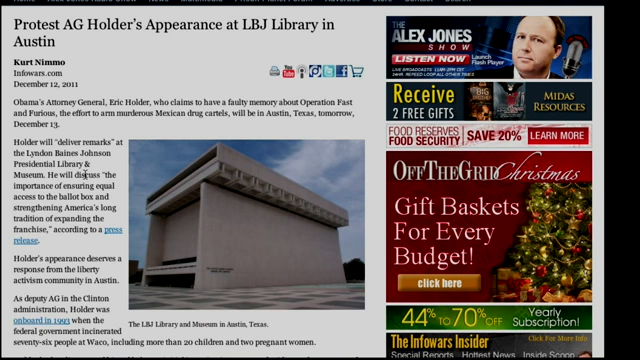 Protest AG Holder's Appearance at LBJ Library in
Austin
Kurt Nimmo
Infowars.com
December 12, 2011
Obama's Attorney General, Eric Holder, who claims to have a faulty memory about Operation Fast
and Furious, the effort to arm murderous Mexican drug cartels, will be in Austin, Texas, tomorrow,
December 13.
Holder will "deliver remarks" at
the Lyndon Baines Johnson
Presidential Library &
Museum. He will discuss "the
importance of ensuring equal
access to the ballot box and
strengthening America's long
tradition of expanding the
franchise," according to a press
release.
Holder's appearance deserves a
response from the liberty
activism community in Austin.
As deputy AG in the Clinton
administration, Holder was
onboard in 1993 when the
federal government incinerated
seventy-six people at Waco, including more than 20 children and two pregnant women.
The LBJ Library and Museum in Austin, Texas.
THE
ALEX JONES
SHOW
LISTEN NOW
Launch
Flash Player
LIVE BROADCASTS 11AM-3PM CST
24HR. REFEED LOOP ALL OTHER TIMES
Receive
2 FREE GIFTS
MIDAS
RESOURCES
FOOD RESERVES
FOOD SECURITY
SAVE 20%
LEARN MORE
OFFTHEGRID Christmas
Gift Baskets
For Every
Budget!
click here
44% TO 70% OFF
Yearly
Subscription!
The Infowars Insider
Click For More Info
Special Reports
Hottest News
Inside Scoop